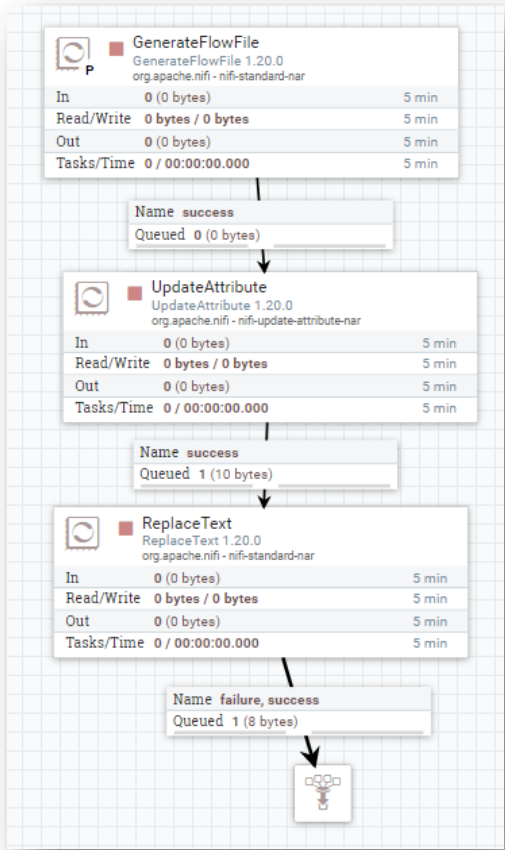 GenerateFlowFile
P
GenerateFlowFile 1.20.0
org.apache.nifi - nifi-standard-nar
In 0 (0 bytes) 5 min
Read/Write 0 bytes / 0 bytes 5 min
Out 0 (0 bytes) 5 min
Tasks/Time 0 / 00:00:00.000 5 min
Name success
Queued 0 (0 bytes)
UpdateAttribute
UpdateAttribute 1.20.0
org.apache.nifi - nifi-update-attribute-nar
In 0 (0 bytes) 5 min
Read/Write 0 bytes / 0 bytes 5 min
Out 0 (0 bytes) 5 min
Tasks/Time 0 / 00:00:00.000 5 min
Name success
Queued 1 (10 bytes)
ReplaceText
ReplaceText 1.20.0
org.apache.nifi - nifi-standard-nar
In 0 (0 bytes) 5 min
Read/Write 0 bytes / 0 bytes 5 min
Out 0 (0 bytes) 5 min
Tasks/Time 0 / 00:00:00.000 5 min
Name failure, success
Queued 1 (8 bytes)